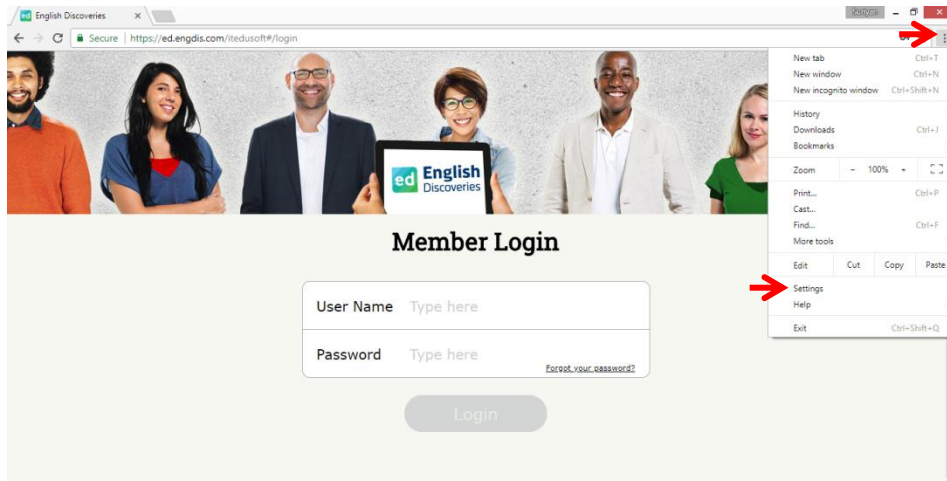 English Discoveries
Secure | https://ed.engdis.com/itedusoft#/login
New tab Ctrl+T
New window Ctrl+N
New incognito window Ctrl+Shift+N
History
Downloads Ctrl+J
Bookmarks
Zoom - 100% +
Print... Ctrl+P
Cast...
Find... Ctrl+F
More tools
Edit Cut Copy Paste
Settings
Help
Exit Ctrl+Shift+Q
ed English
Discoveries
Member Login
User Name Type here
Password Type here
Forgot your password?
Login